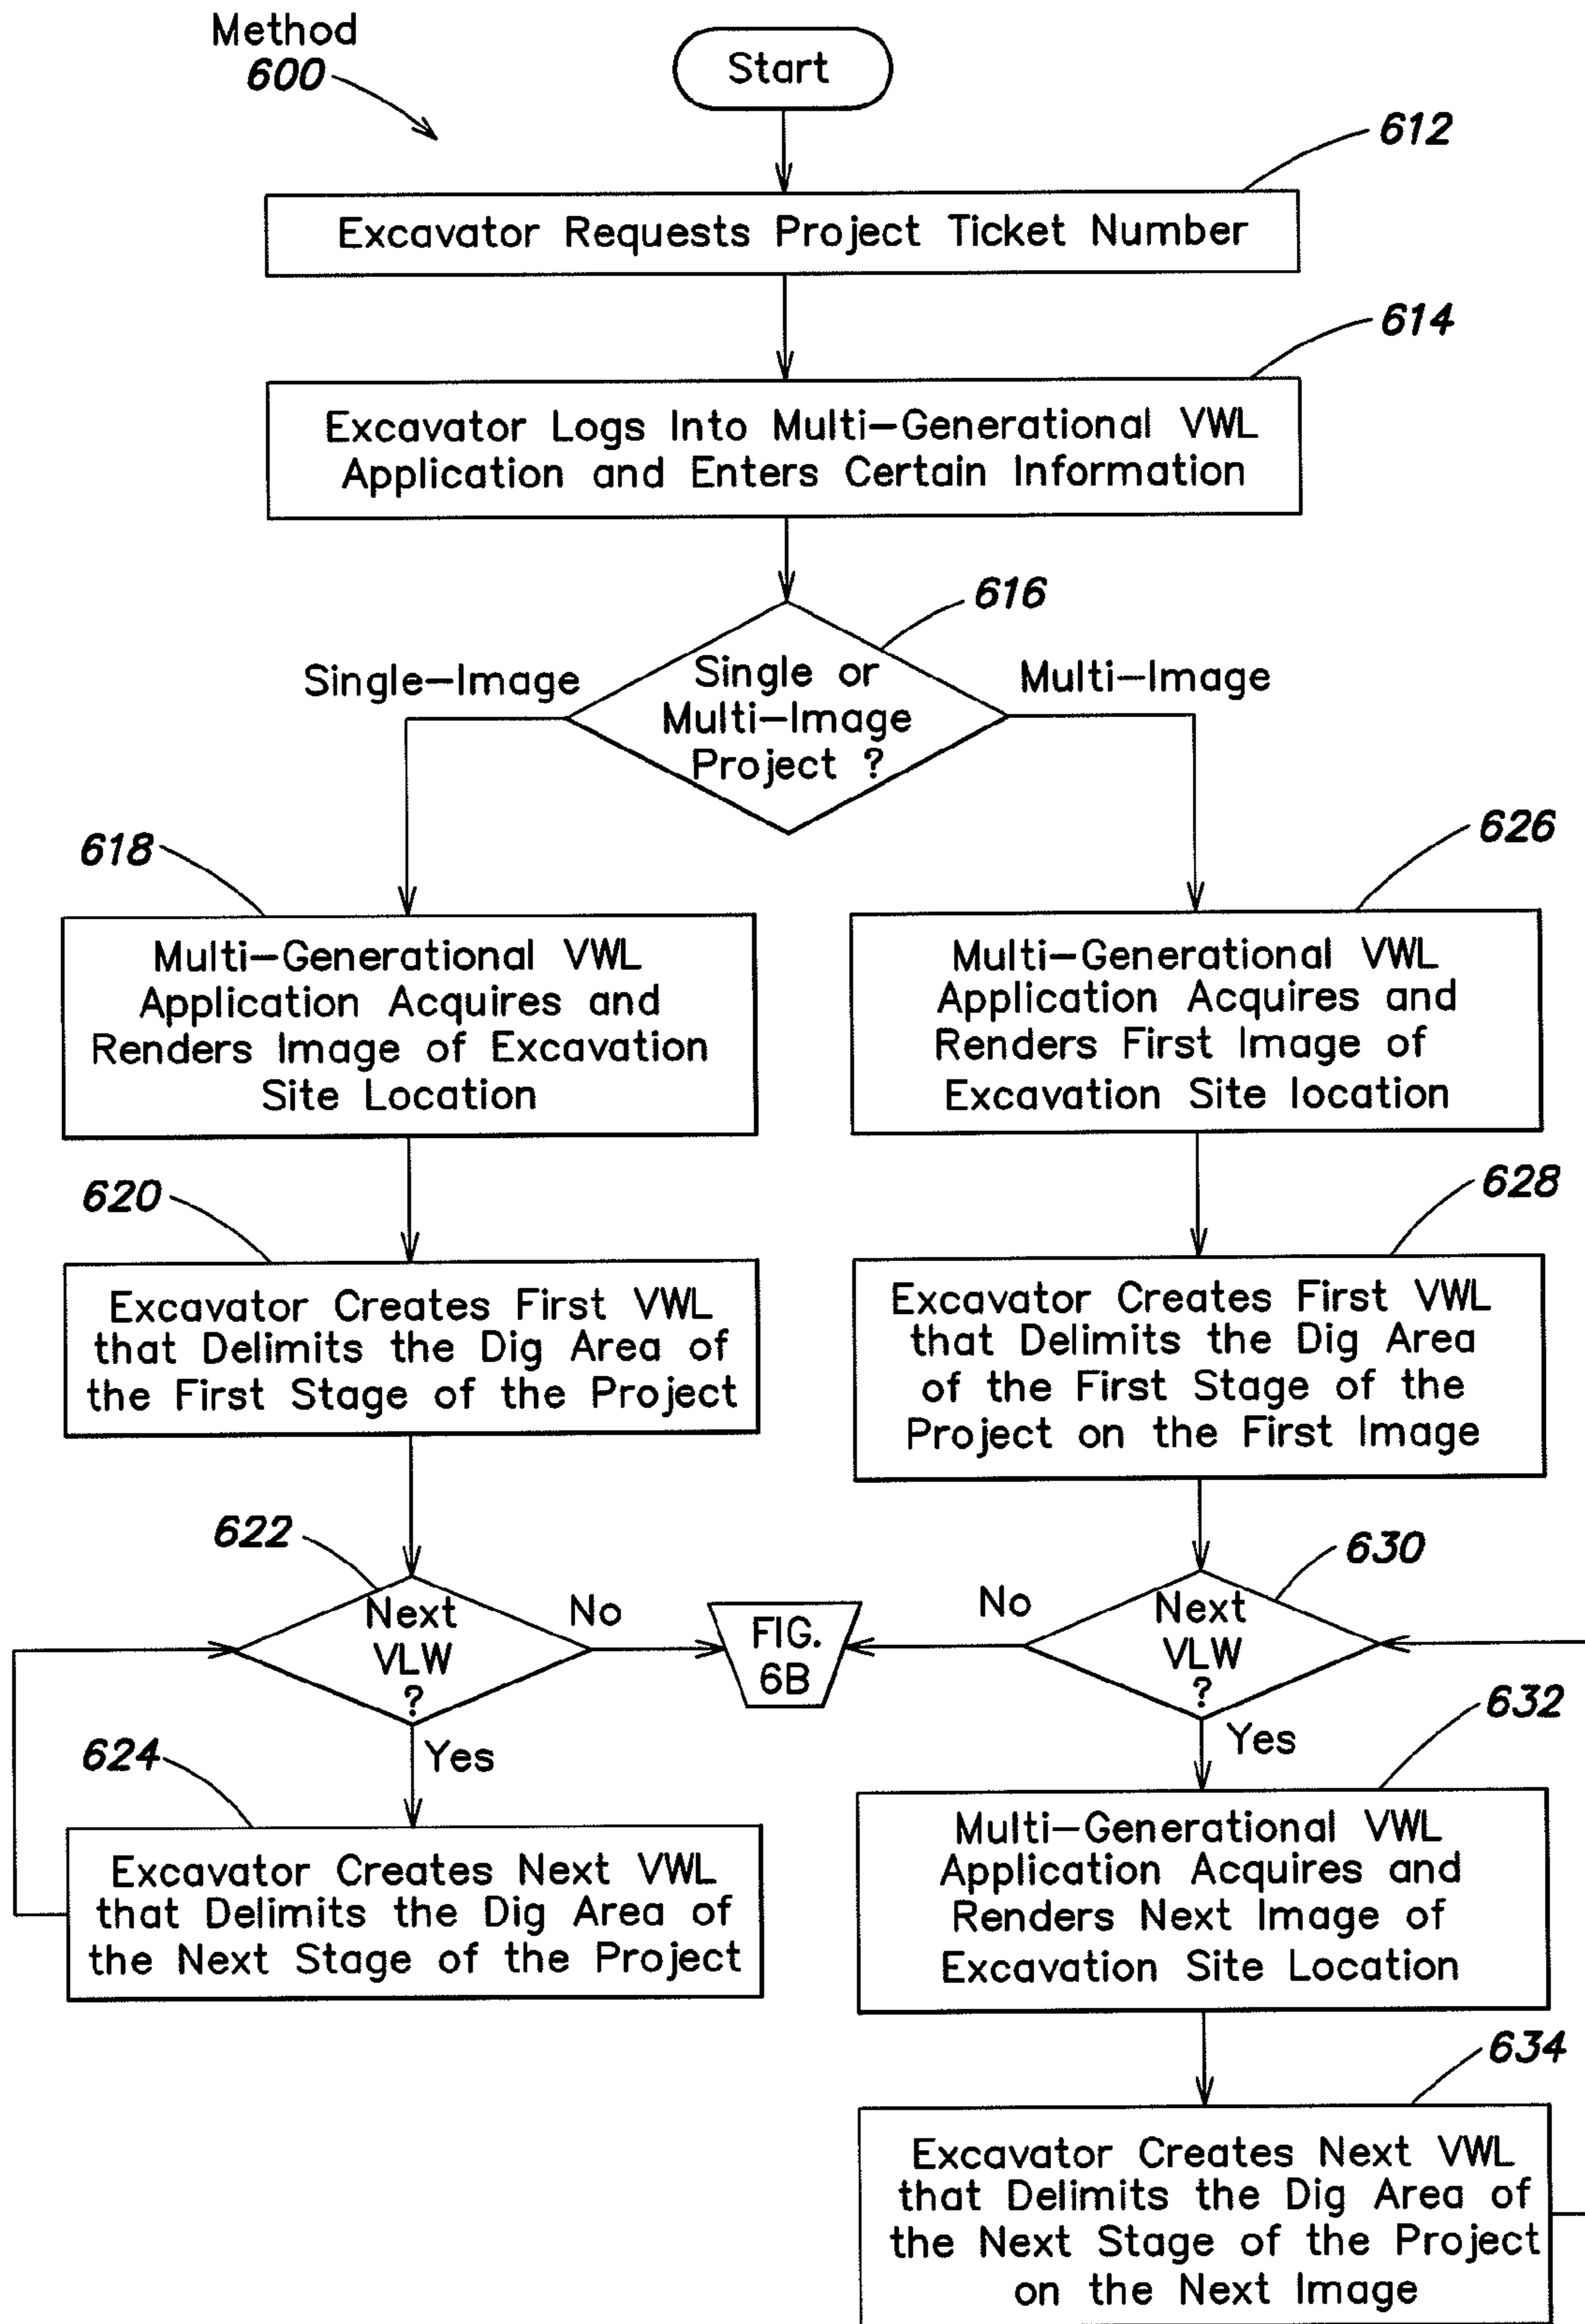 Method
600
Start
612
Excavator Requests Project Ticket Number
614
Excavator Logs Into Multi-Generational VWL
Application and Enters Certain Information
616
Single or
Multi-Image
Project ?
Single-Image
Multi-Image
618
Multi-Generational VWL
Application Acquires and
Renders Image of Excavation
Site Location
626
Multi-Generational VWL
Application Acquires and
Renders First Image of
Excavation Site location
620
Excavator Creates First VWL
that Delimits the Dig Area of
the First Stage of the Project
628
Excavator Creates First VWL
that Delimits the Dig Area
of the First Stage of the
Project on the First Image
622
Next
VLW
?
No
Yes
FIG.
6B
630
Next
VLW
?
No
Yes
624
Excavator Creates Next VWL
that Delimits the Dig Area of
the Next Stage of the Project
632
Multi-Generational VWL
Application Acquires and
Renders Next Image of
Excavation Site Location
634
Excavator Creates Next VWL
that Delimits the Dig Area of
the Next Stage of the Project
on the Next Image